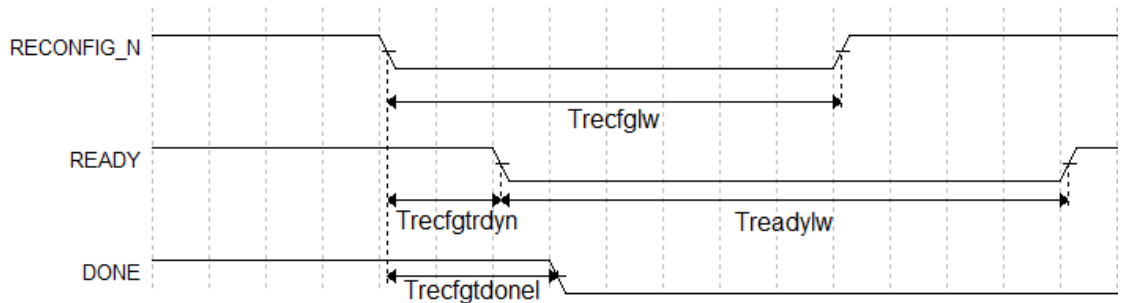 RECONFIG_N
Trecfglw
READY
Trecfgtrdyn
Treadylw
DONE
Trecfgtdonel